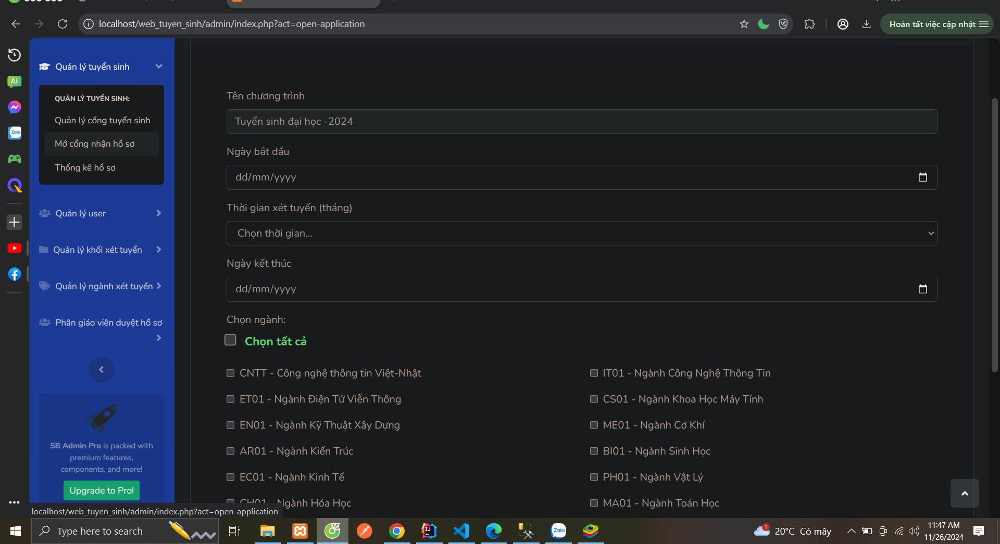 localhost/web_tuyen_sinh/admin/index.php?act=open-application
Hoàn tất việc cập nhật
AI
Zalo
Quản lý tuyển sinh
QUẢN LÝ TUYỂN SINH:
Quản lý cổng tuyển sinh
Mở cổng nhận hồ sơ
Thống kê hồ sơ
Quản lý user
Quản lý khối xét tuyển
Quản lý ngành xét tuyển
Phân giáo viên duyệt hồ sơ
SB Admin Pro is packed with
premium features,
components, and more!
Upgrade to Pro!
Tên chương trình
Tuyển sinh đại học -2024
Ngày bắt đầu
dd/mm/yyyy
Thời gian xét tuyển (tháng)
Chọn thời gian...
Ngày kết thúc
dd/mm/yyyy
Chọn ngành:
Chọn tất cả
CNTT - Công nghệ thông tin Việt-Nhật
IT01 - Ngành Công Nghệ Thông Tin
ET01 - Ngành Điện Tử Viễn Thông
CS01 - Ngành Khoa Học Máy Tính
EN01 - Ngành Kỹ Thuật Xây Dựng
ME01 - Ngành Cơ Khí
AR01 - Ngành Kiến Trúc
BI01 - Ngành Sinh Học
EC01 - Ngành Kinh Tế
PH01 - Ngành Vật Lý
CH01 - Ngành Hóa Học
MA01 - Ngành Toán Học
localhost/web_tuyen_sinh/admin/index.php?act=open-application
Type here to search
Zalo
1
20°C Có mây
11:47 AM
11/26/2024